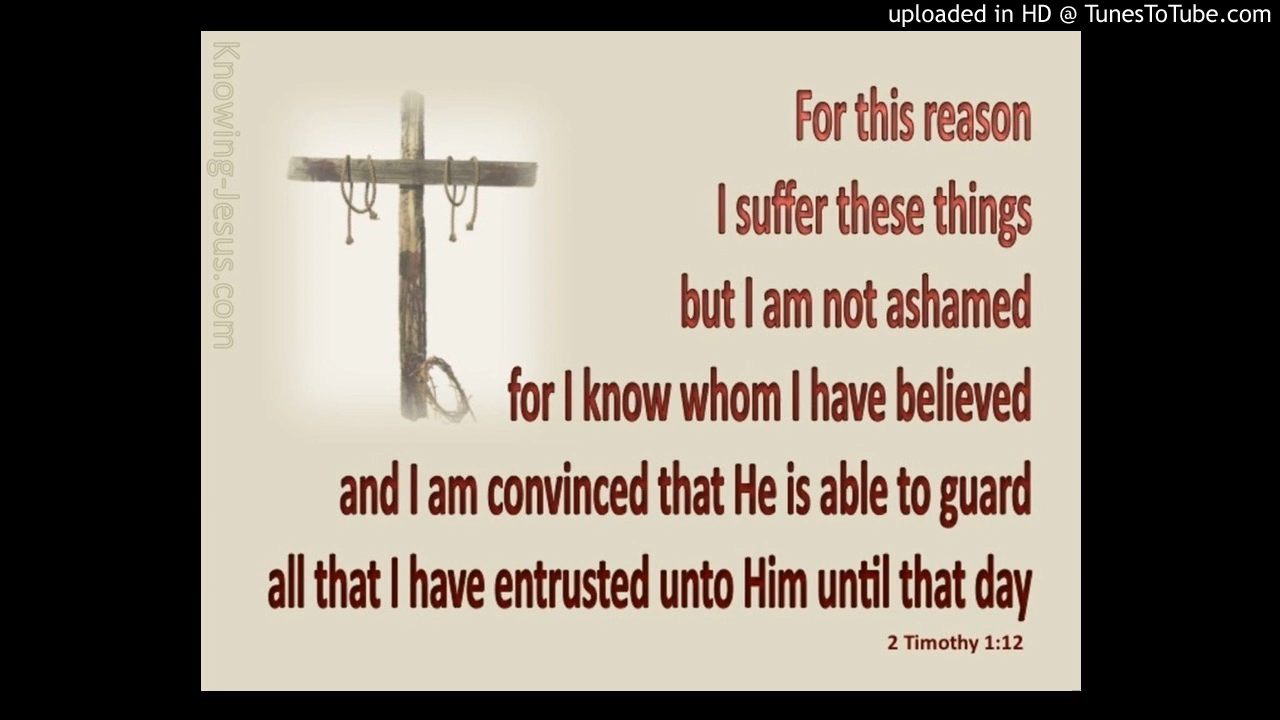 uploaded in HD @ TunesToTube.com
Knowing-Jesus.com
For this reason
I suffer these things
but I am not ashamed
for I know whom I have believed
and I am convinced that He is able to guard
all that I have entrusted unto Him until that day
2 Timothy 1:12